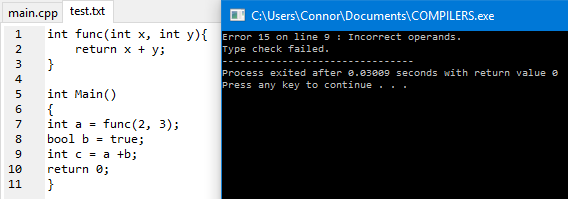 main.cpp test.txt
1 int func(int x, int y){
2 return x + y;
3 }
4
5 int Main()
6 {
7 int a = func(2, 3);
8 bool b = true;
9 int c = a +b;
10 return 0;
11 }
C:\Users\Connor\Documents\COMPILERS.exe
Error 15 on line 9 : Incorrect operands.
Type check failed.
--------------------------------
Process exited after 0.03009 seconds with return value 0
Press any key to continue . . .